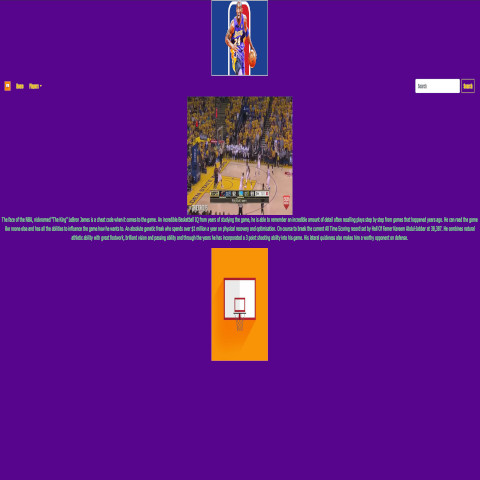 Home Players
Search Search
The face of the NBA, nicknamed "The King" LeBron James is a cheat code when it comes to the game. An incredible Basketball IQ from years of studying the game, he is able to remember an incredible amount of detail often recalling plays step by step from games that happened years ago. He can read the game
like noone else and has all the abilities to influence the game how he wants to. An absolute genetic freak who spends over $1 million a year on physical recovery and optimisation. On course to break the current All Time Scoring record set by Hall Of Famer Kareem Abdul-Jabbar at 38,387. He combines natural
athletic ability with great footwork, brilliant vision and passing ability and through the years he has incorporated a 3 point shooting ability into his game. His lateral quickness also makes him a worthy opponent on defense.